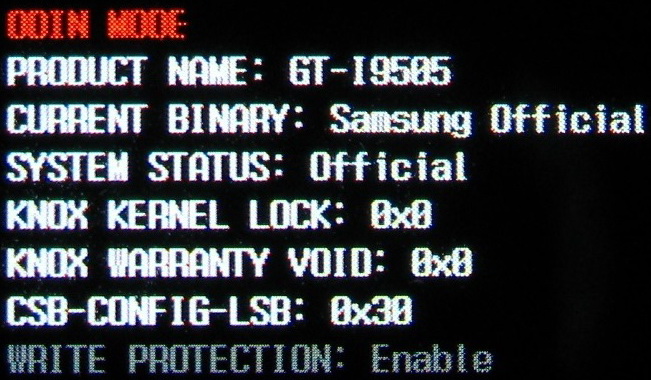 ODIN MODE
PRODUCT NAME: GT-I9505
CURRENT BINARY: Samsung Official
SYSTEM STATUS: Official
KNOX KERNEL LOCK: 0x0
KNOX WARRANTY VOID: 0x0
CSB-CONFIG-LSB: 0x30
WRITE PROTECTION: Enable